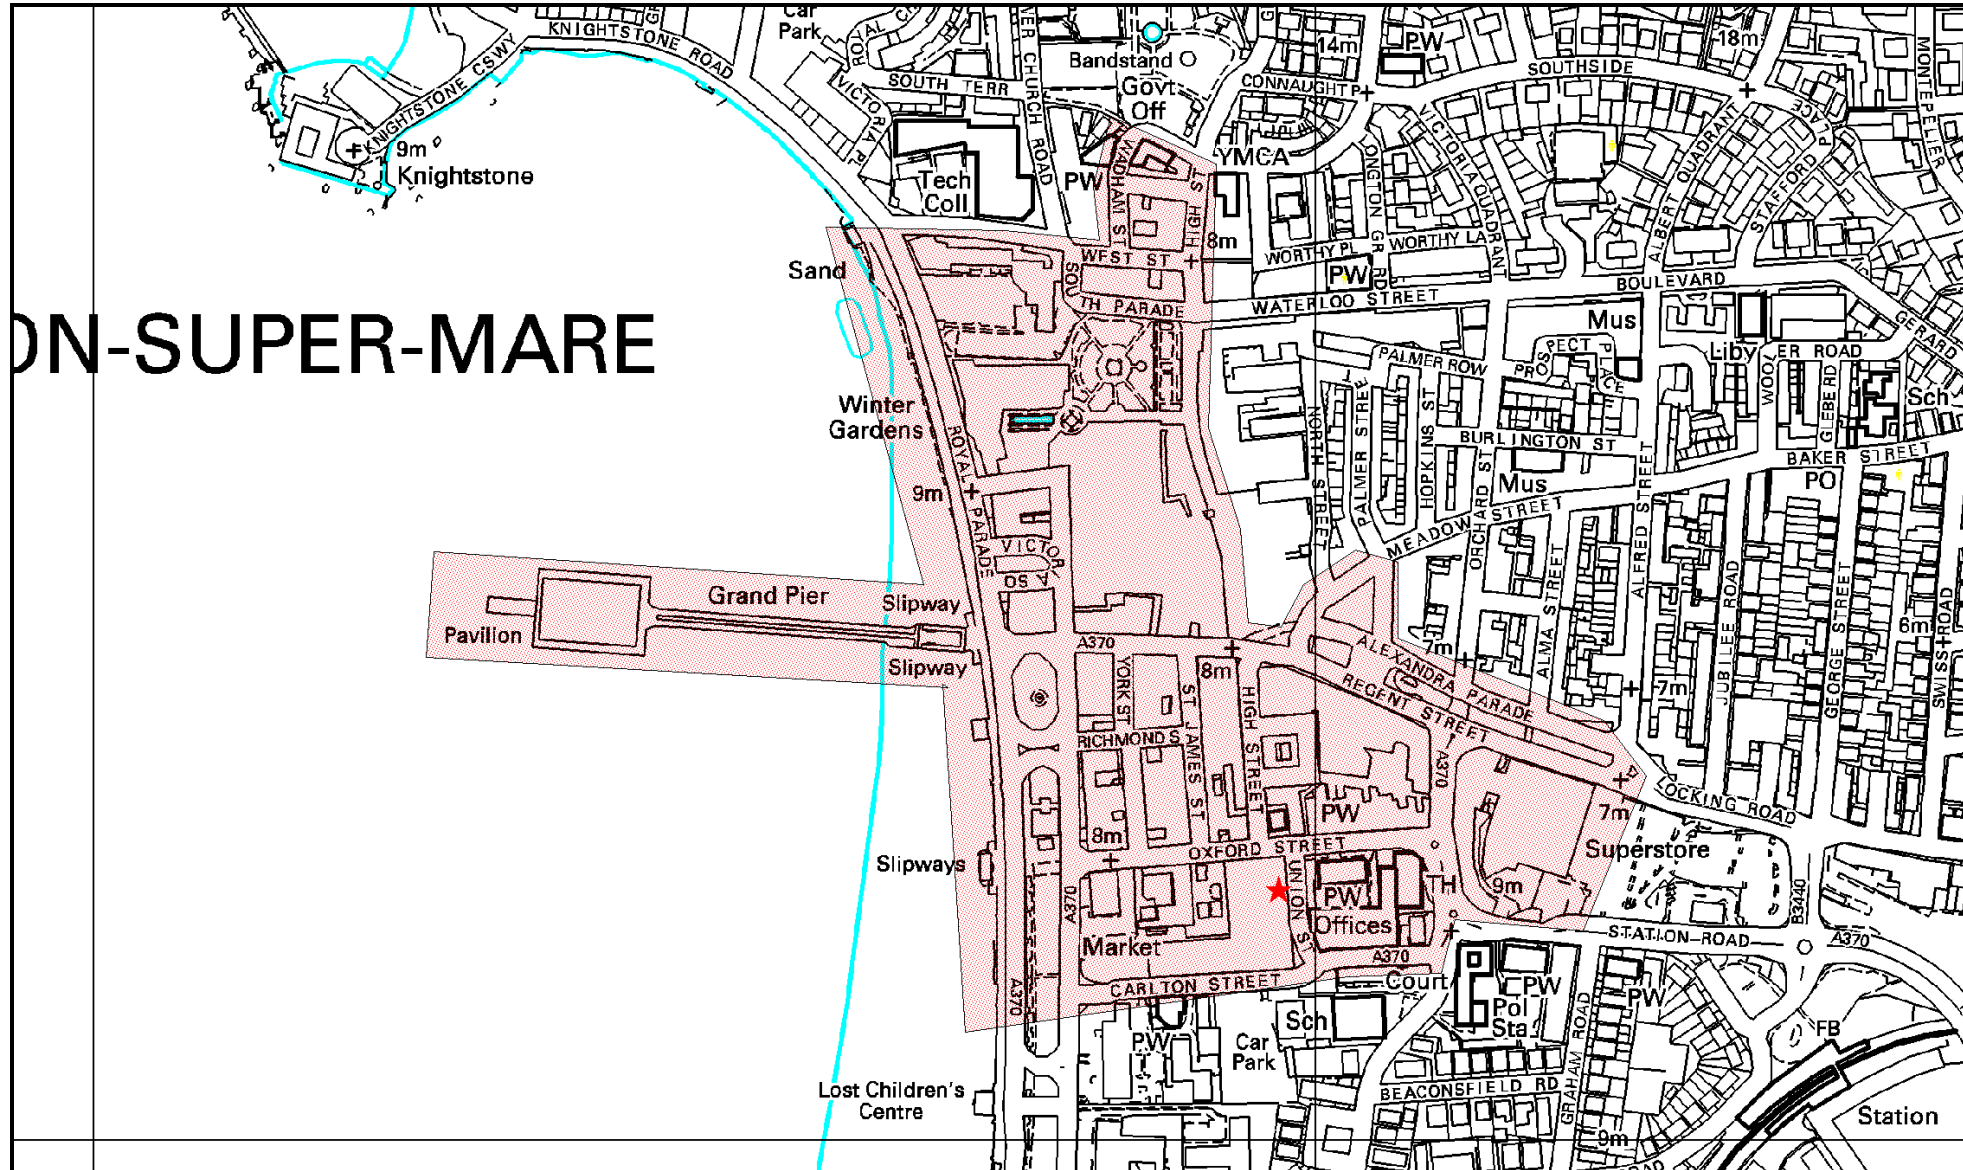 KNIGHTSTONE ROAD
Car
Park
ROYAL
SOUTH TERR
CHURCH ROAD
Bandstand
Govt
Off
14m
PW
CONNAUGHT P
SOUTHSIDE
18m
PLACE
MONTPELIER
KNIGHTSTONE CSWY
9m
Knightstone
VICTORIA PL
Tech
Coll
PW
WADHAM ST
YMCA
HIGH ST
8m
VICTORIA QUADRANT
ALBERT QUADRANT
STAFFORD
WORTHY PL
WORTHY LA
PW
Sand
WEST ST
SOUTH PARADE
WATERLOO STREET
BOULEVARD
GERARD
ON-SUPER-MARE
Mus
Liby
ER ROAD
PALMER ROW
PROSPECT PLACE
WOOL
GLEBE RD
Sch
Winter
Gardens
ROYAL PARADE
NORTH STREET
PALMER STREE
HOPKINS ST
BURLINGTON ST
ORCHARD ST
ALFRED STREET
BAKER STREET
PO
Mus
MEADOW STREET
9m
VICTORIA SQ
Grand Pier
Slipway
Pavilion
Slipway
A370
8m
ALEXANDRA PARADE
7m
ALMA STREET
JUBILEE ROAD
GEORGE STREET
6m
SWISS ROAD
7m
YORK ST
ST JAMES ST
HIGH STREET
REGENT STREET
RICHMOND S
A370
LOCKING ROAD
7m
PW
8m
OXFORD STREET
Superstore
Slipways
UNION ST
PW
Offices
TH
9m
A370
B3440
Market
STATION ROAD
A370
A370
A370
CARLTON STREET
Court
PW
Pol
Sta
PW
Sch
PW
Car
Park
FB
GRAHAM ROAD
BEACONSFIELD RD
Lost Children's
Centre
Station
9m